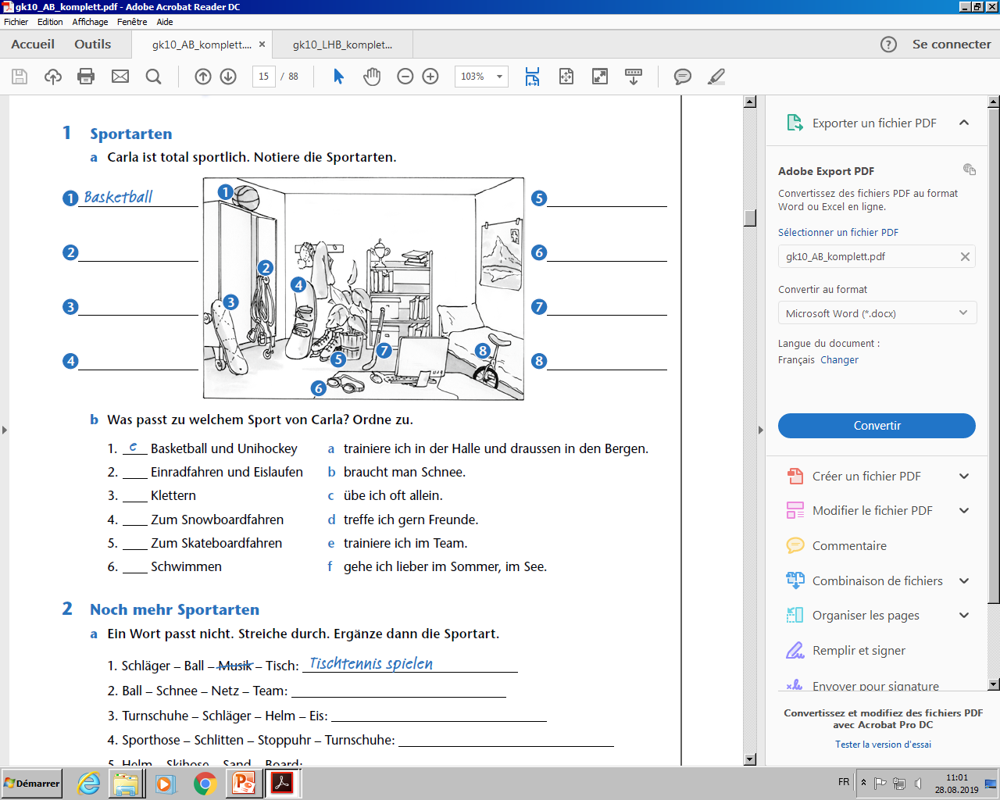 gk10_AB_komplett.pdf - Adobe Acrobat Reader DC
Fichier Edition Affichage Fenêtre Aide
Accueil Outils gk10_AB_komplett.... × gk10_LHB_komplet... ? Se connecter
15 / 88 103%
1 Sportarten
a Carla ist total sportlich. Notiere die Sportarten.
1 Basketball
2
3
4
1
2
3
4
5
6
7
8
5
6
7
8
b Was passt zu welchem Sport von Carla? Ordne zu.
1. e Basketball und Unihockey a trainiere ich in der Halle und draussen in den Bergen.
2. ___ Einradfahren und Eislaufen b braucht man Schnee.
3. ___ Klettern c übe ich oft allein.
4. ___ Zum Snowboardfahren d treffe ich gern Freunde.
5. ___ Zum Skateboardfahren e trainiere ich im Team.
6. ___ Schwimmen f gehe ich lieber im Sommer, im See.
2 Noch mehr Sportarten
a Ein Wort passt nicht. Streiche durch. Ergänze dann die Sportart.
1. Schläger – Ball – Musik – Tisch: Tischtennis spielen
2. Ball – Schnee – Netz – Team:
3. Turnschuhe – Schläger – Helm – Eis:
4. Sporthose – Schlitten – Stoppuhr – Turnschuhe:
5. Helm – Skihose – Sand – Board:
Exporter un fichier PDF
Adobe Export PDF
Convertissez des fichiers PDF au format
Word ou Excel en ligne.
Sélectionner un fichier PDF
gk10_AB_komplett.pdf
Convertir au format
Microsoft Word (*.docx)
Langue du document :
Français Changer
Convertir
Créer un fichier PDF
Modifier le fichier PDF
Commentaire
Combinaison de fichiers
Organiser les pages
Remplir et signer
Envoyer pour signature
Convertissez et modifiez des fichiers PDF
avec Acrobat Pro DC
Tester la version d'essai
Démarrer
FR
11:01
28.08.2019